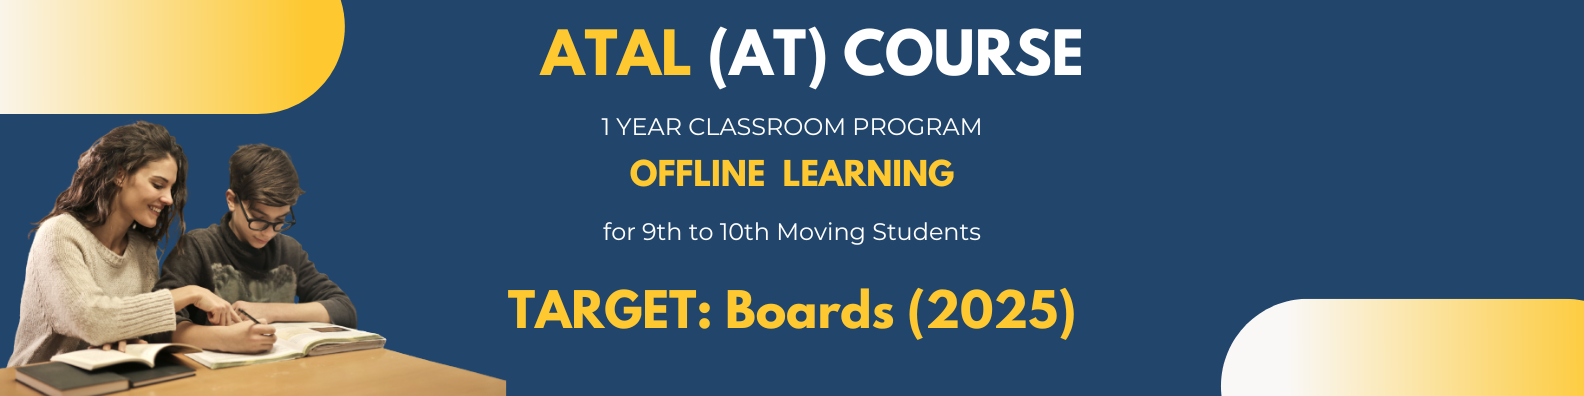 ATAL (AT) COURSE
1 YEAR CLASSROOM PROGRAM
OFFLINE LEARNING
for 9th to 10th Moving Students
TARGET: Boards (2025)